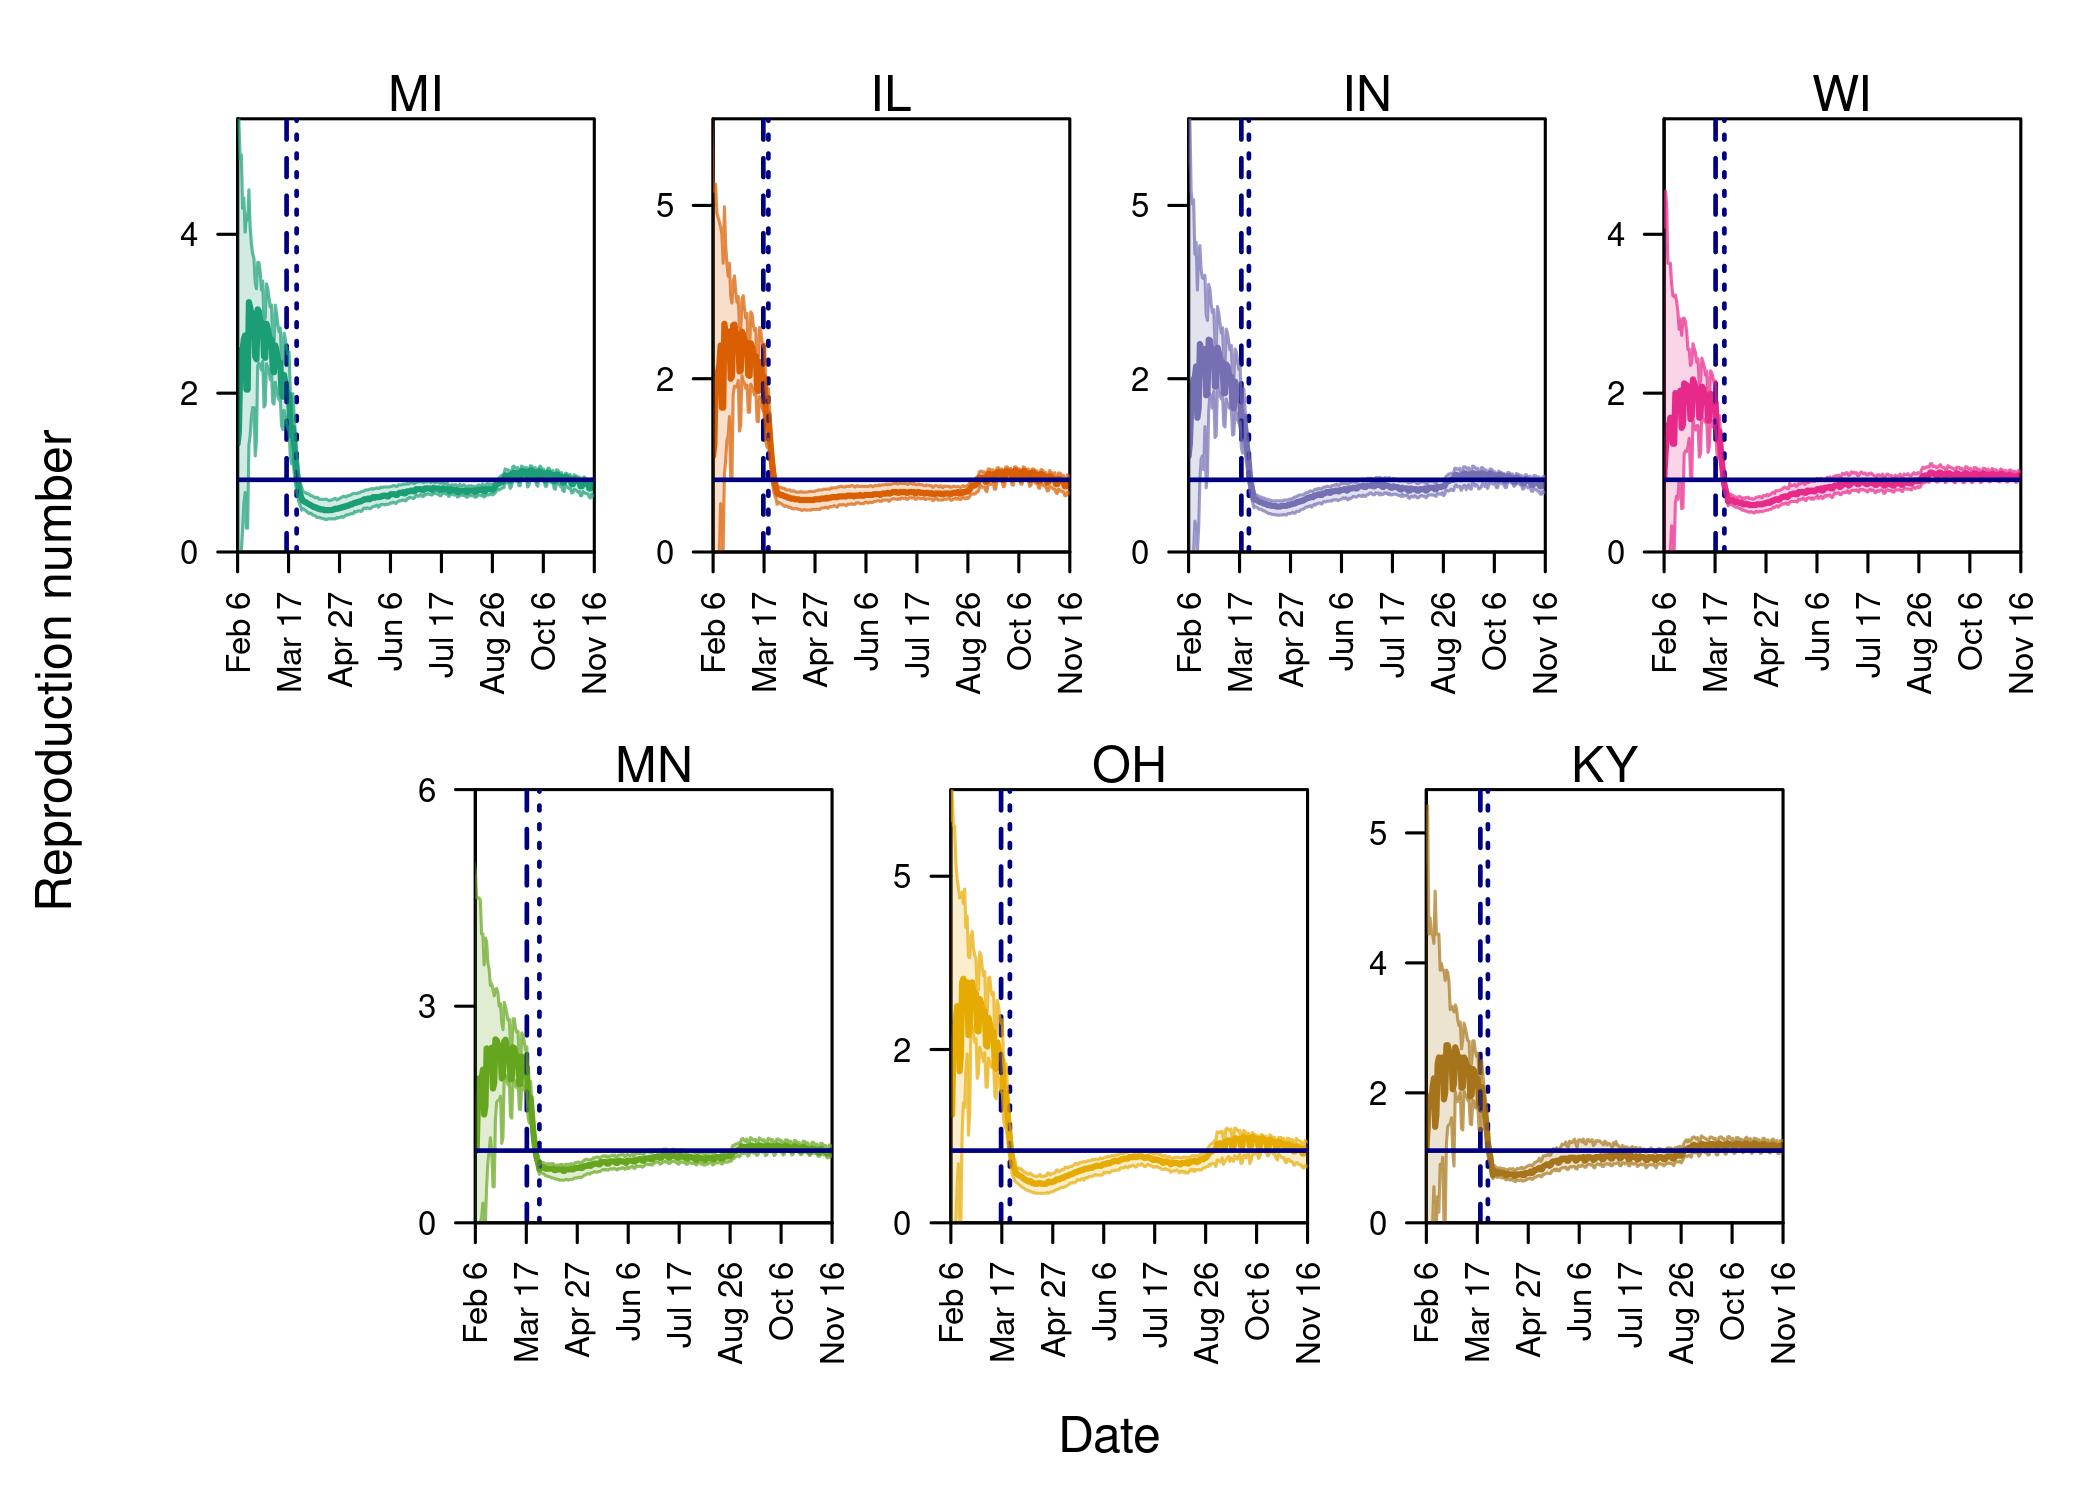 MI IL IN WI
4 5 5 4
2 2 2 2
0 0 0 0
Feb 6 Mar 17 Apr 27 Jun 6 Jul 17 Aug 26 Oct 6 Nov 16 Feb 6 Mar 17 Apr 27 Jun 6 Jul 17 Aug 26 Oct 6 Nov 16 Feb 6 Mar 17 Apr 27 Jun 6 Jul 17 Aug 26 Oct 6 Nov 16 Feb 6 Mar 17 Apr 27 Jun 6 Jul 17 Aug 26 Oct 6 Nov 16
Reproduction number
MN OH KY
6 5 5
3 2 4
0 0 2
0
Feb 6 Mar 17 Apr 27 Jun 6 Jul 17 Aug 26 Oct 6 Nov 16 Feb 6 Mar 17 Apr 27 Jun 6 Jul 17 Aug 26 Oct 6 Nov 16 Feb 6 Mar 17 Apr 27 Jun 6 Jul 17 Aug 26 Oct 6 Nov 16
Date